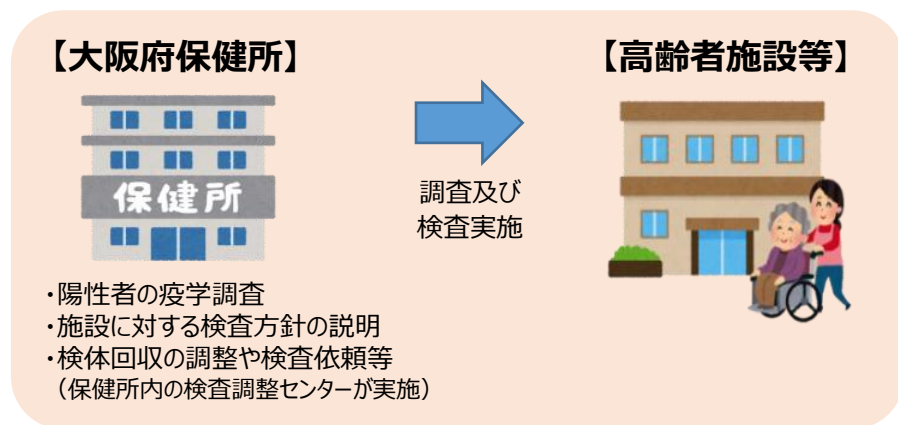 【大阪府保健所】
【高齢者施設等】
保健所
調査及び
検査実施
・陽性者の疫学調査
・施設に対する検査方針の説明
・検体回収の調整や検査依頼等
（保健所内の検査調整センターが実施）